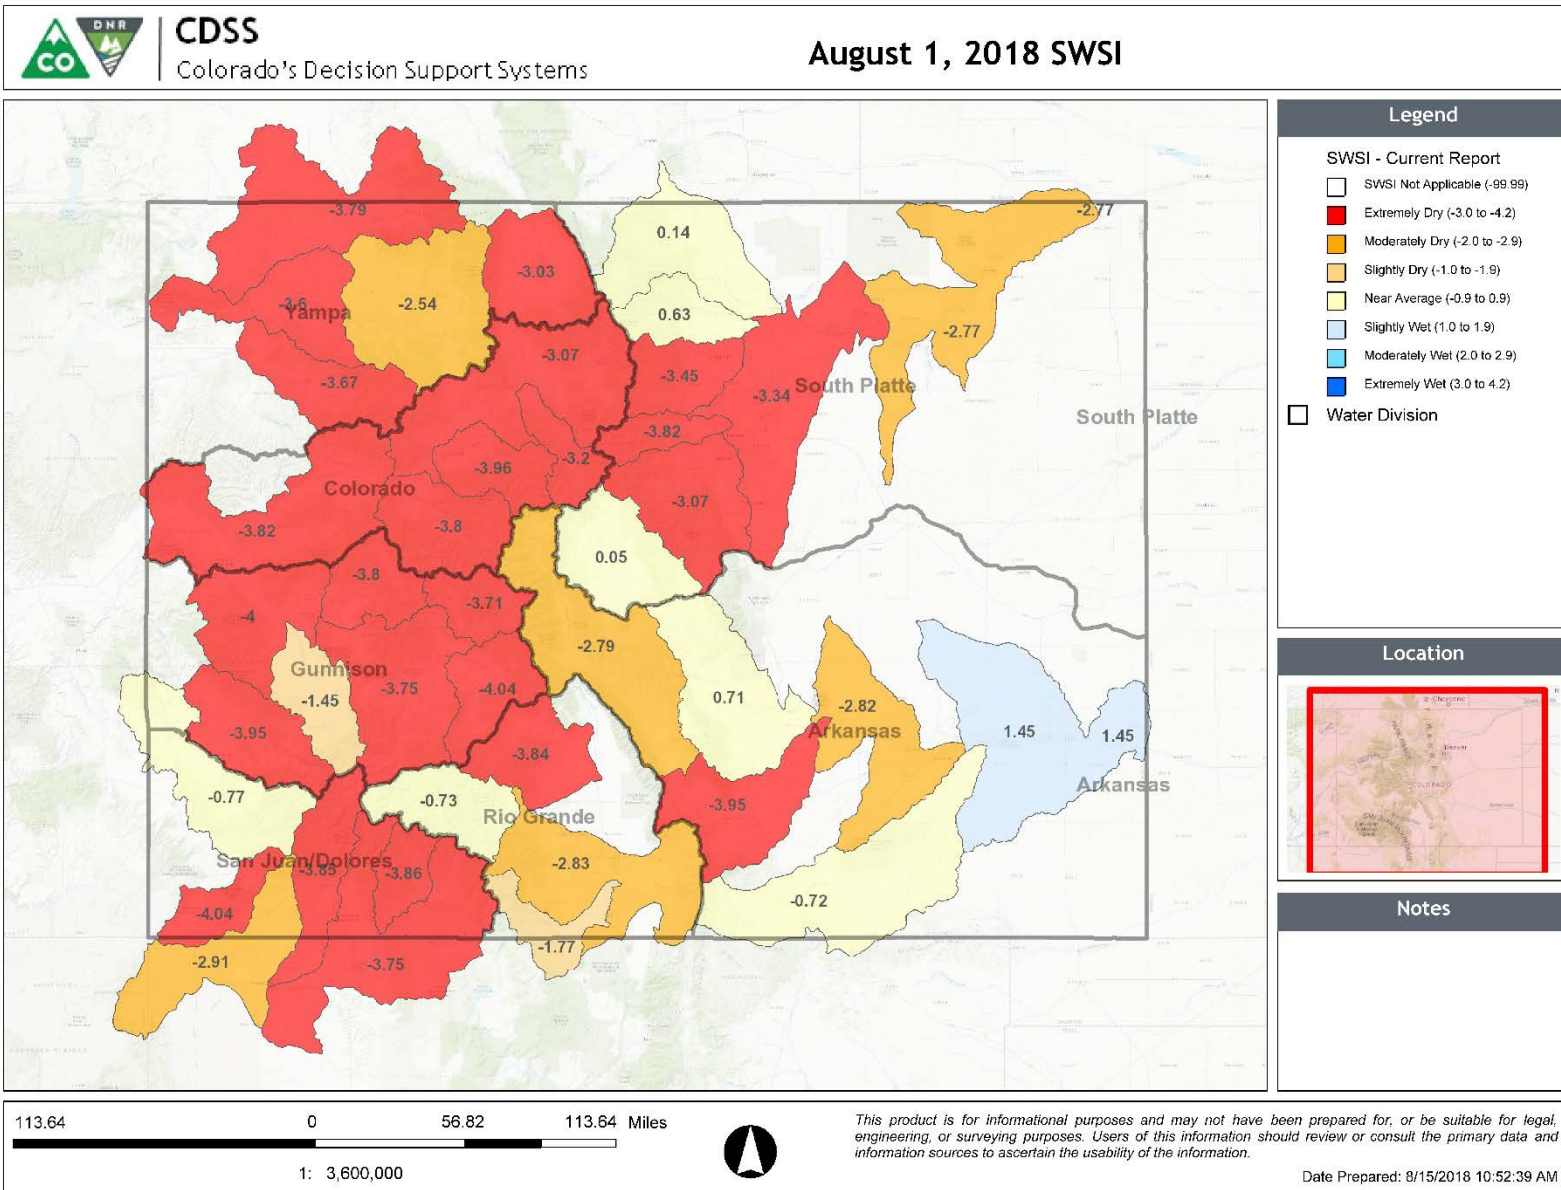 CO
DNR
CDSS
Colorado's Decision Support Systems
August 1, 2018 SWSI
-3.79
-2.77
0.14
-3.03
-3.6
Yampa
-2.54
0.63
-2.77
-3.07
-3.67
-3.45
-3.34
South Platte
South Platte
-3.82
-3.96
-3.2
Colorado
-3.07
-3.82
-3.8
0.05
-3.8
-3.71
-4
-2.79
Gunnison
-1.45
-3.75
-4.04
0.71
-2.82
Arkansas
1.45
1.45
-3.95
-3.84
Arkansas
-0.77
-0.73
-3.95
Rio Grande
San Juan/Dolores
-3.85
-3.86
-2.83
-4.04
-0.72
-1.77
-2.91
-3.75
Legend
SWSI - Current Report
SWSI Not Applicable (-99.99)
Extremely Dry (-3.0 to -4.2)
Moderately Dry (-2.0 to -2.9)
Slightly Dry (-1.0 to -1.9)
Near Average (-0.9 to 0.9)
Slightly Wet (1.0 to 1.9)
Moderately Wet (2.0 to 2.9)
Extremely Wet (3.0 to 4.2)
Water Division
Location
Cheyenne
Denver
COLORADO
Notes
113.64
0
56.82
113.64 Miles
1: 3,600,000
This product is for informational purposes and may not have been prepared for, or be suitable for legal,
engineering, or surveying purposes. Users of this information should review or consult the primary data and
information sources to ascertain the usability of the information.
Date Prepared: 8/15/2018 10:52:39 AM